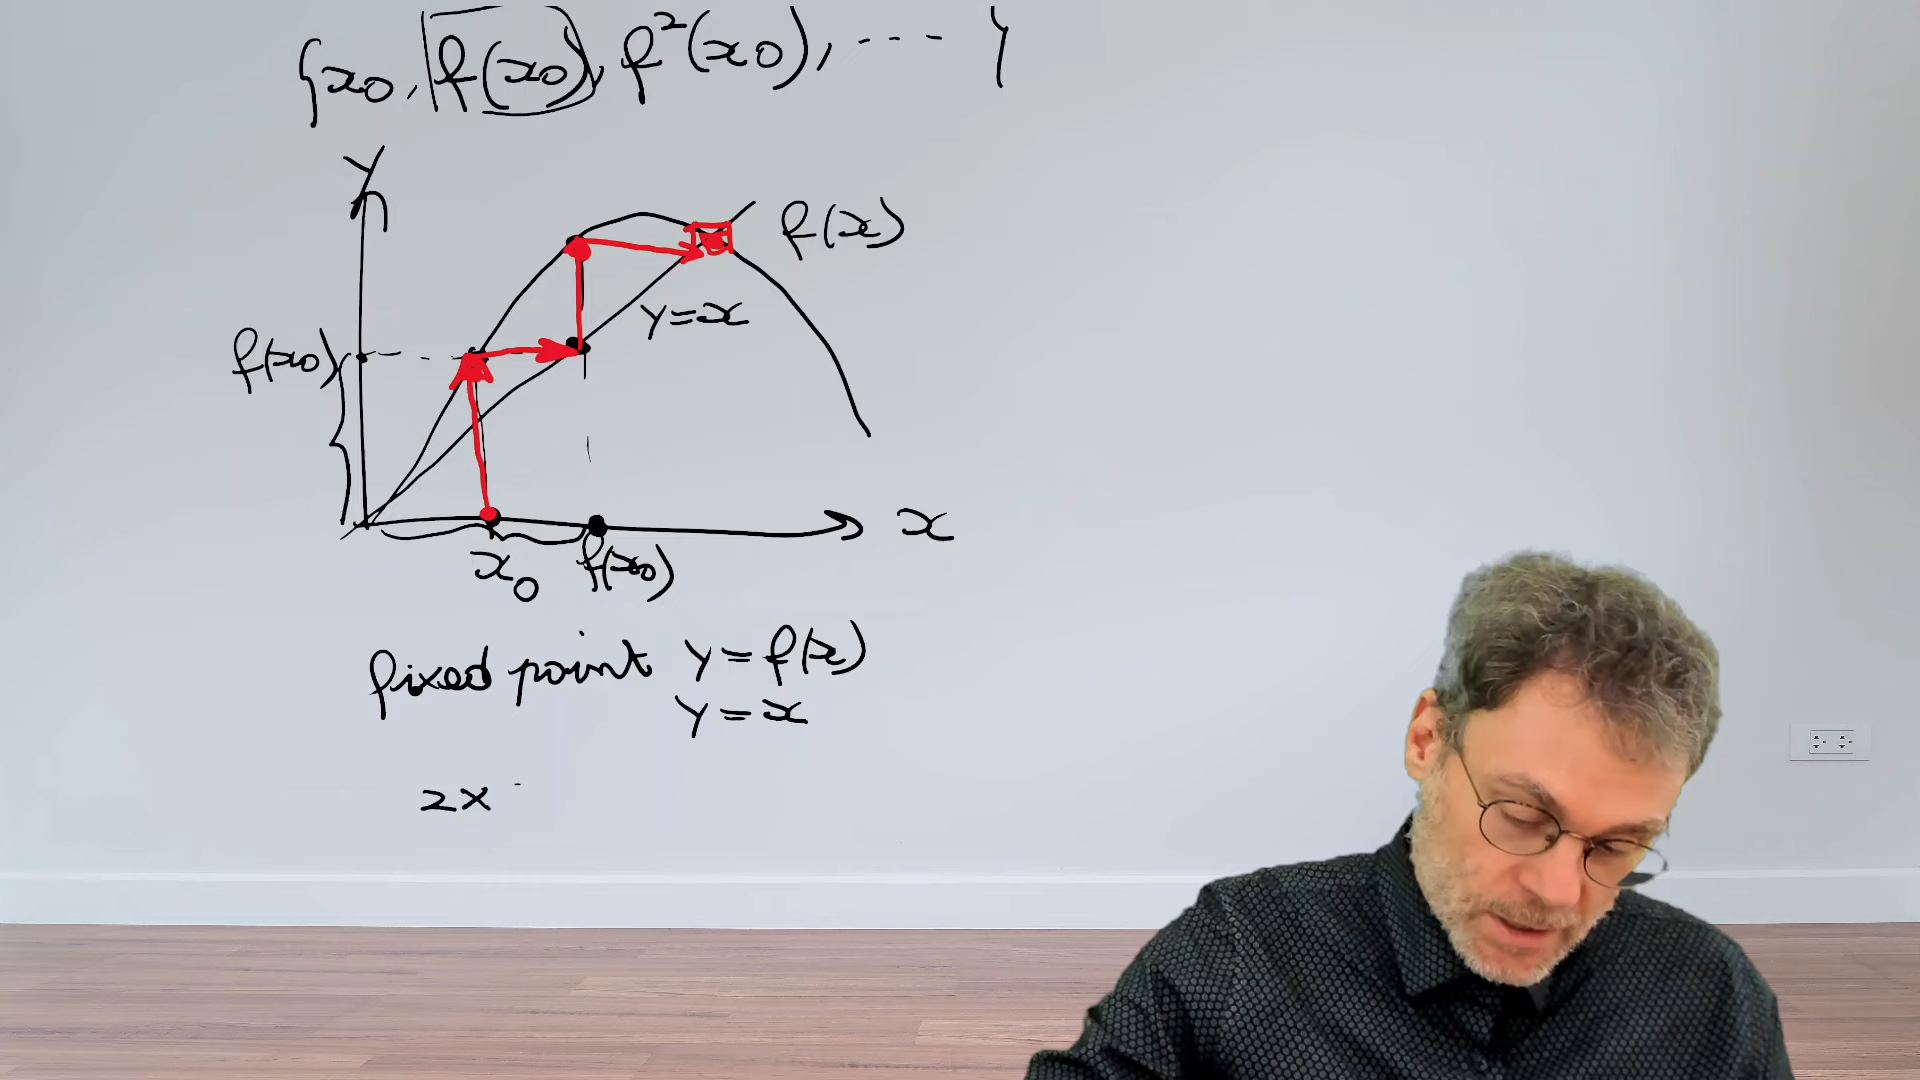 {x0, f(x0), f²(x0), ---- }
y
f(x)
y=x
f(x0)
x
x0 f(x0)
fixed point y = f(x)
y = x
2x -